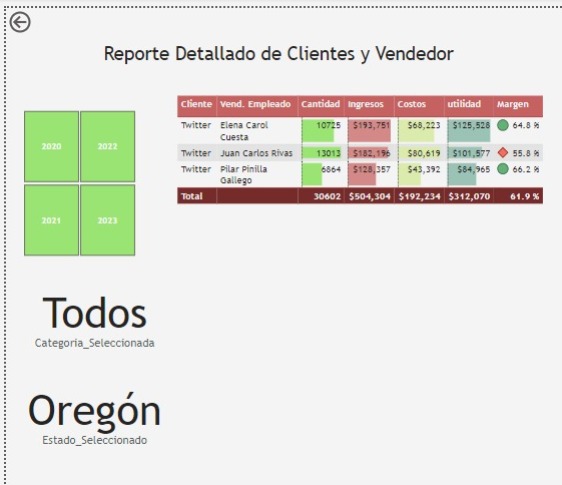 Reporte Detallado de Clientes y Vendedor
Cliente Vend. Empleado Cantidad Ingresos Costos utilidad Margen
Twitter Elena Carol Cuesta 10725 $193,751 $68,223 $125,528 64.8 %
Twitter Juan Carlos Rivas 13013 $182,196 $80,619 $101,577 55.8 %
Twitter Pilar Pinilla Gallego 6864 $128,357 $43,392 $84,965 66.2 %
Total 30602 $504,304 $192,234 $312,070 61.9 %
2020 2022
2021 2023
Todos
Categoria_Seleccionada
Oregón
Estado_Seleccionado